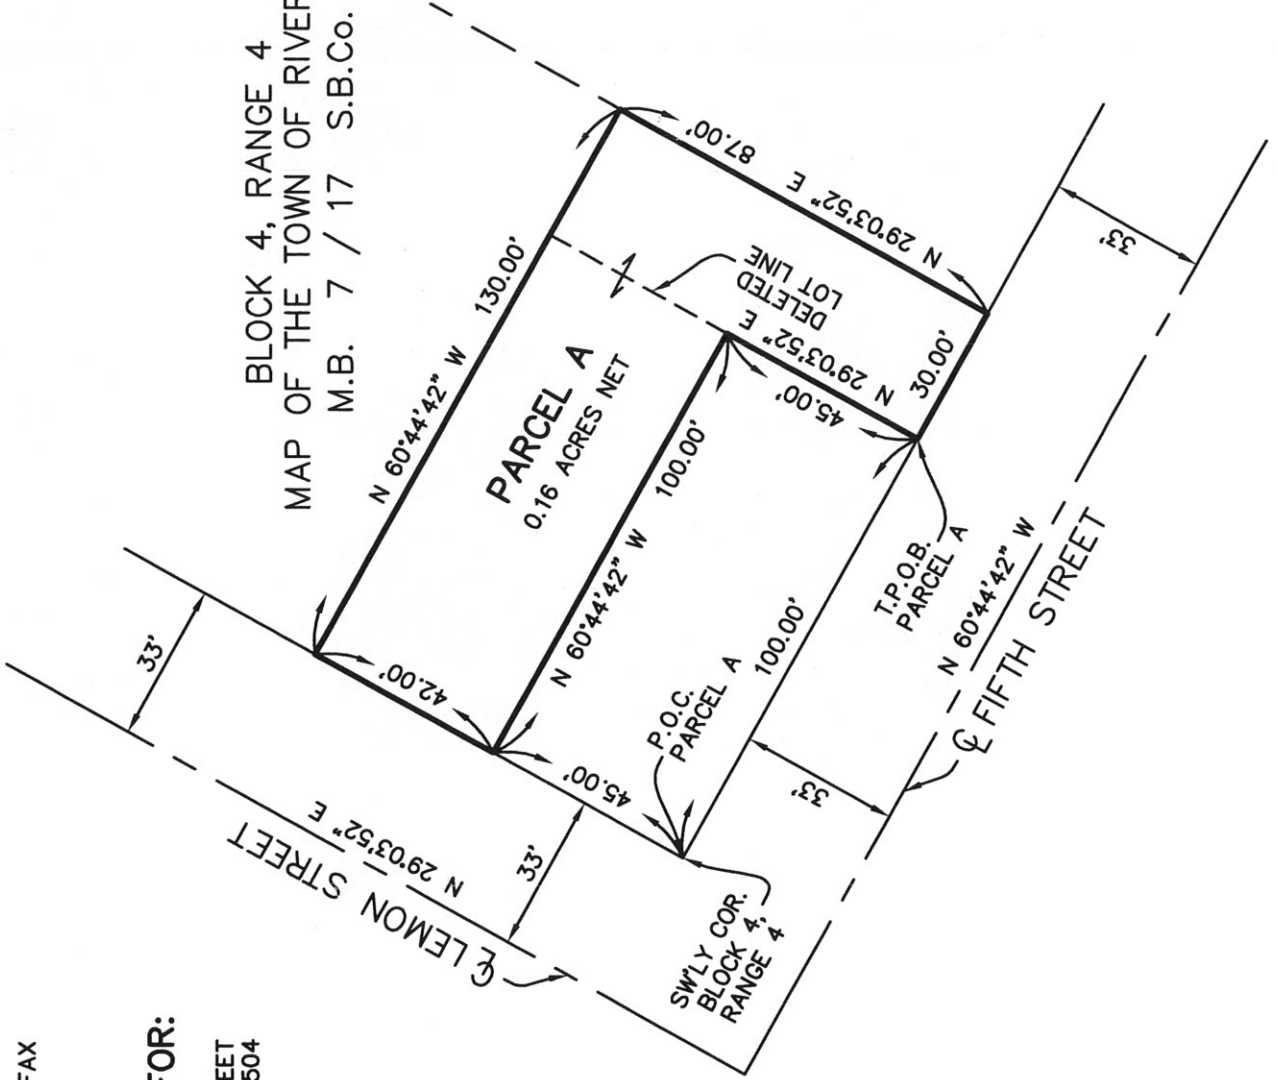 BLOCK 4, RANGE 4
MAP OF THE TOWN OF RIVER
M.B. 7 / 17 S.B.Co.
N 60°44'42" W 130.00'
87.00'
N 29°03'52" E
PARCEL A
0.16 ACRES NET
DELETED
LOT LINE
N 29°03'52" E
45.00'
30.00'
33'
N 60°44'42" W 100.00'
33'
42.00'
45.00'
P.O.C.
PARCEL A
100.00'
T.P.O.B.
PARCEL A
N 60°44'42" W
℄ FIFTH STREET
33'
33'
N 29°03'52" E
℄ LEMON STREET
SW'LY COR.
BLOCK 4,
RANGE 4
FAX
FOR:
EET
504